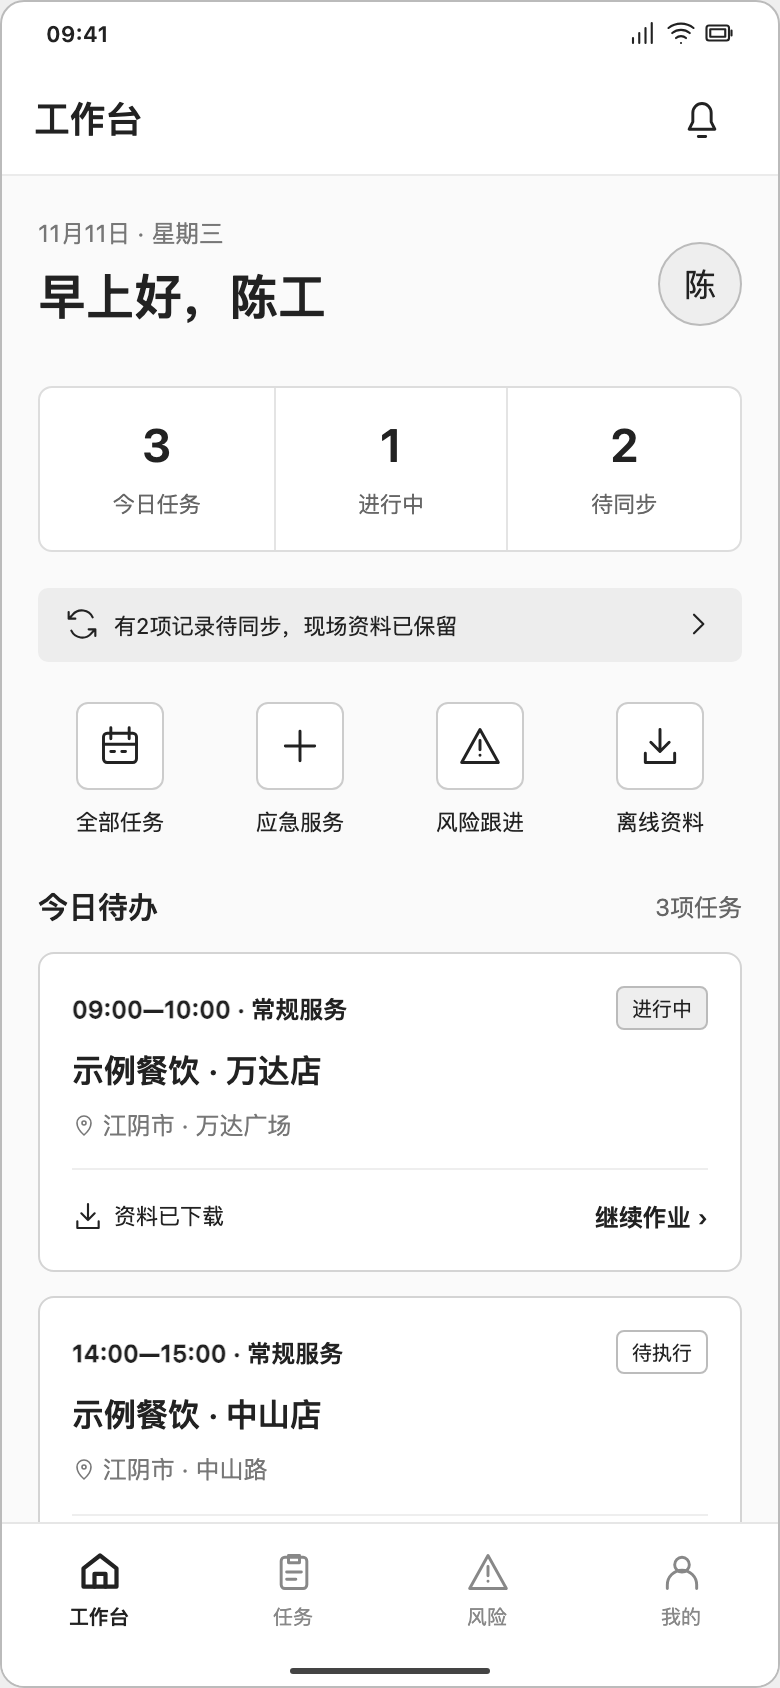 09:41
工作台
11月11日 · 星期三
早上好，陈工
陈
3
今日任务
1
进行中
2
待同步
有2项记录待同步，现场资料已保留
全部任务
应急服务
风险跟进
离线资料
今日待办
3项任务
09:00—10:00 · 常规服务
进行中
示例餐饮 · 万达店
江阴市 · 万达广场
资料已下载
继续作业 ›
14:00—15:00 · 常规服务
待执行
示例餐饮 · 中山店
江阴市 · 中山路
工作台
任务
风险
我的